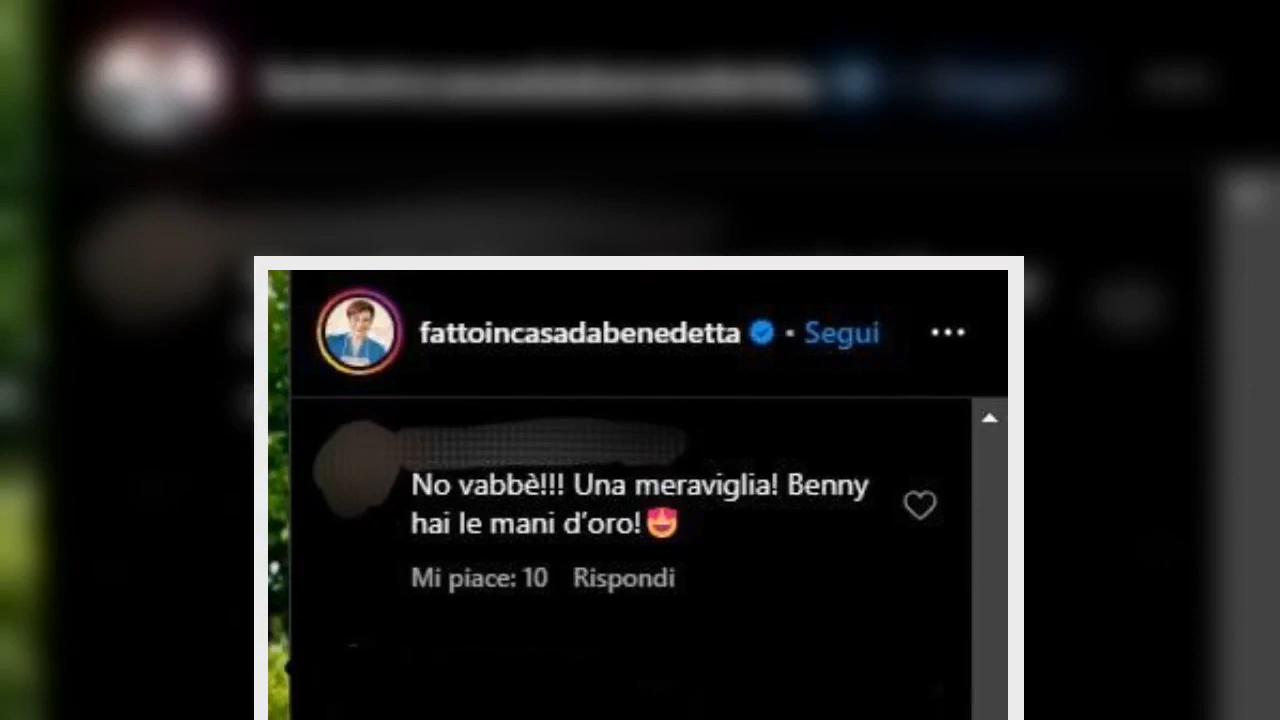 fattoincasadabenedetta • Segui
No vabbè!!! Una meraviglia! Benny
hai le mani d'oro!😍
Mi piace: 10 Rispondi